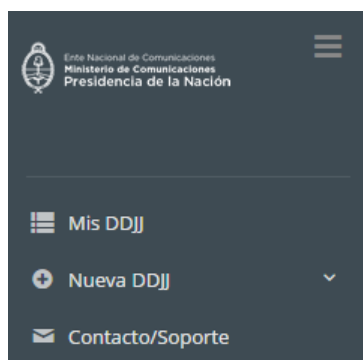 Ente Nacional de Comunicaciones
Ministerio de Comunicaciones
Presidencia de la Nación
Mis DDJJ
Nueva DDJJ
Contacto/Soporte